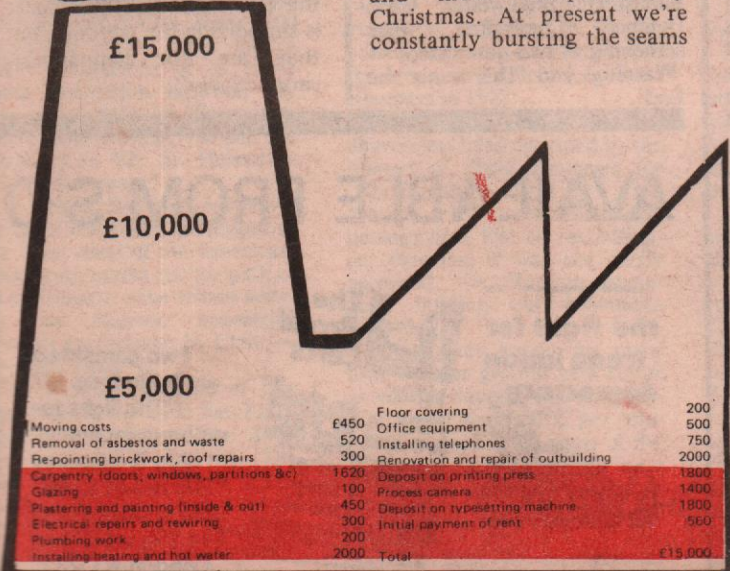 Christmas. At present we're
constantly bursting the seams
£15,000
£10,000
£5,000
Moving costs £450
Removal of asbestos and waste 520
Re-pointing brickwork, roof repairs 300
Carpentry (doors, windows, partitions &c) 1620
Glazing 100
Plastering and painting (inside & out) 450
Electrical repairs and rewiring 300
Plumbing work 200
Installing heating and hot water 2000
Floor covering 200
Office equipment 500
Installing telephones 750
Renovation and repair of outbuilding 2000
Deposit on printing press 1800
Process camera 1400
Deposit on typesetting machine 1800
Initial payment of rent 560
Total £15,000